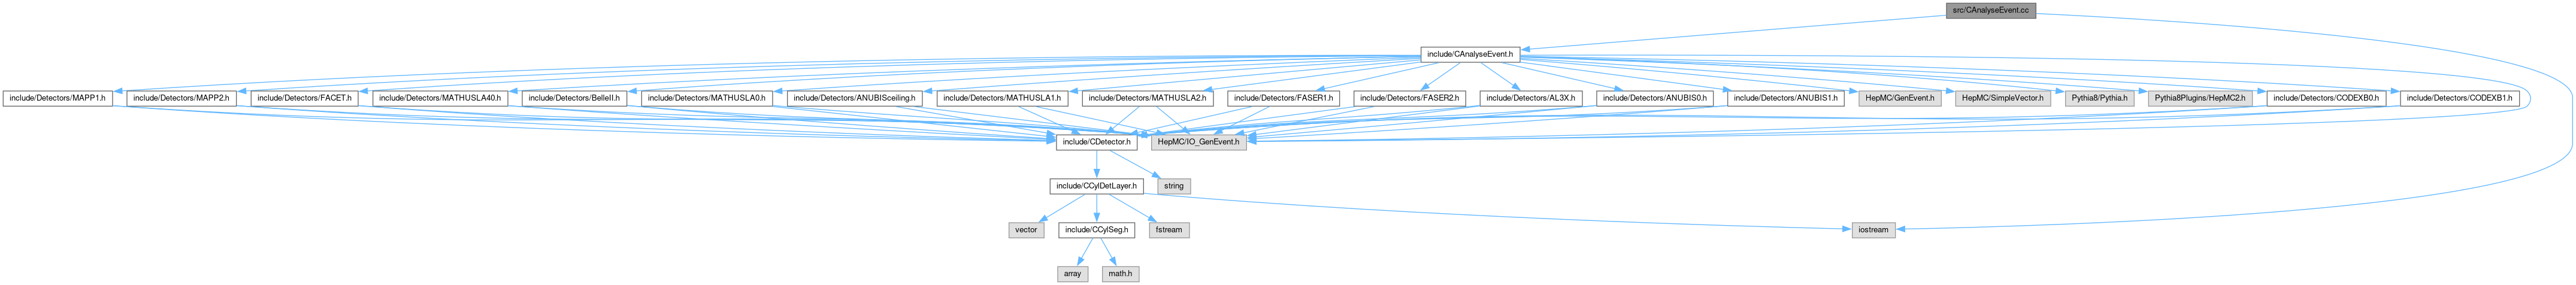 src/CAnalyseEvent.cc
include/CAnalyseEvent.h
include/Detectors/MAPP1.h
include/Detectors/MAPP2.h
include/Detectors/FACET.h
include/Detectors/MATHUSLA40.h
include/Detectors/BelleII.h
include/Detectors/MATHUSLA0.h
include/Detectors/ANUBISceiling.h
include/Detectors/MATHUSLA1.h
include/Detectors/MATHUSLA2.h
include/Detectors/FASER1.h
include/Detectors/FASER2.h
include/Detectors/AL3X.h
include/Detectors/ANUBIS0.h
include/Detectors/ANUBIS1.h
HepMC/GenEvent.h
HepMC/SimpleVector.h
Pythia8/Pythia.h
Pythia8Plugins/HepMC2.h
include/Detectors/CODEXB0.h
include/Detectors/CODEXB1.h
include/CDetector.h
HepMC/IO_GenEvent.h
include/CCylDetLayer.h
string
vector
include/CCylSeg.h
fstream
iostream
array
math.h